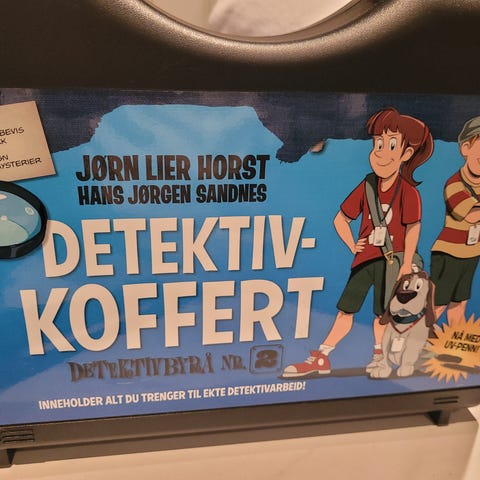 BEVIS
YSTERIER
JØRN LIER HORST
HANS JØRGEN SANDNES
DETEKTIV-
KOFFERT
DETEKTIVBYRÅ NR. 2
NÅ MED
UV-PENN!
INNEHOLDER ALT DU TRENGER TIL EKTE DETEKTIVARBEID!